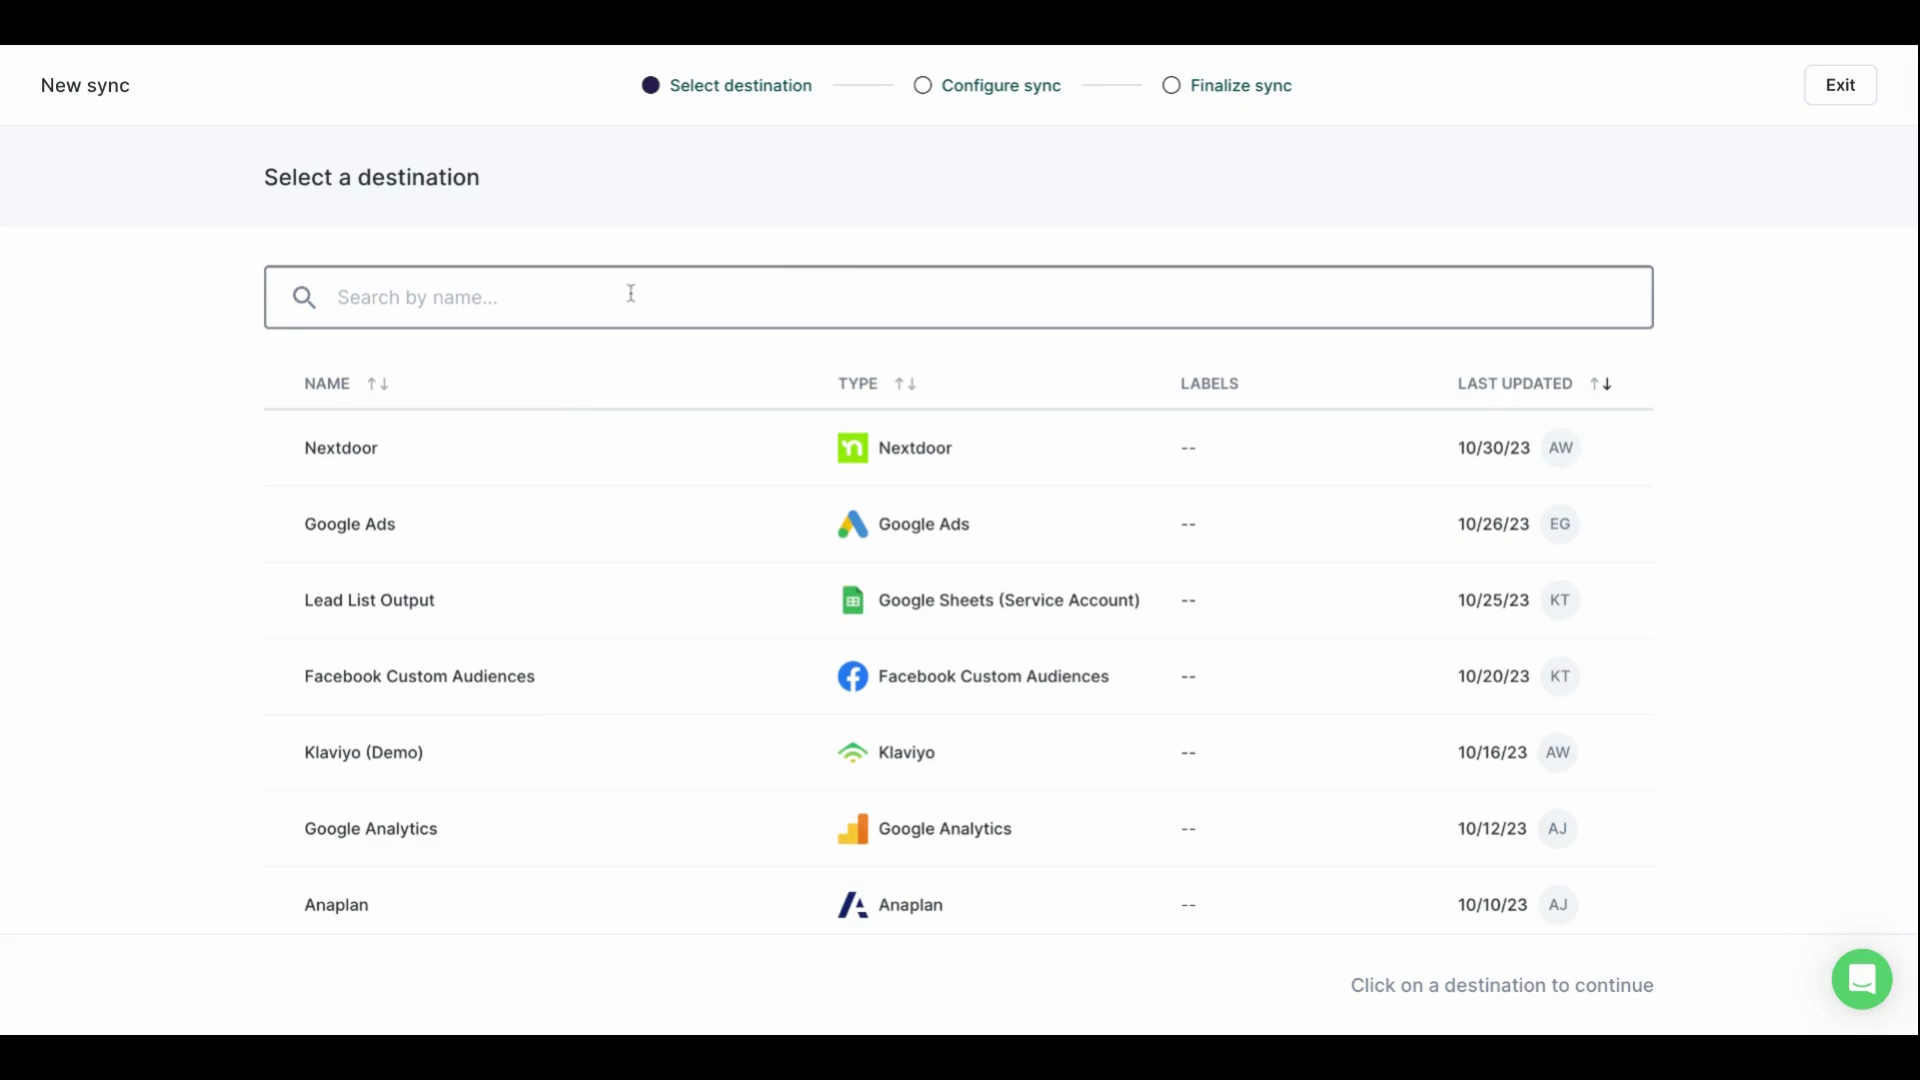 New sync
Select destination
Configure sync
Finalize sync
Exit
Select a destination
Search by name...
NAME TYPE LABELS LAST UPDATED
Nextdoor Nextdoor -- 10/30/23 AW
Google Ads Google Ads -- 10/26/23 EG
Lead List Output Google Sheets (Service Account) -- 10/25/23 KT
Facebook Custom Audiences Facebook Custom Audiences -- 10/20/23 KT
Klaviyo (Demo) Klaviyo -- 10/16/23 AW
Google Analytics Google Analytics -- 10/12/23 AJ
Anaplan Anaplan -- 10/10/23 AJ
Click on a destination to continue